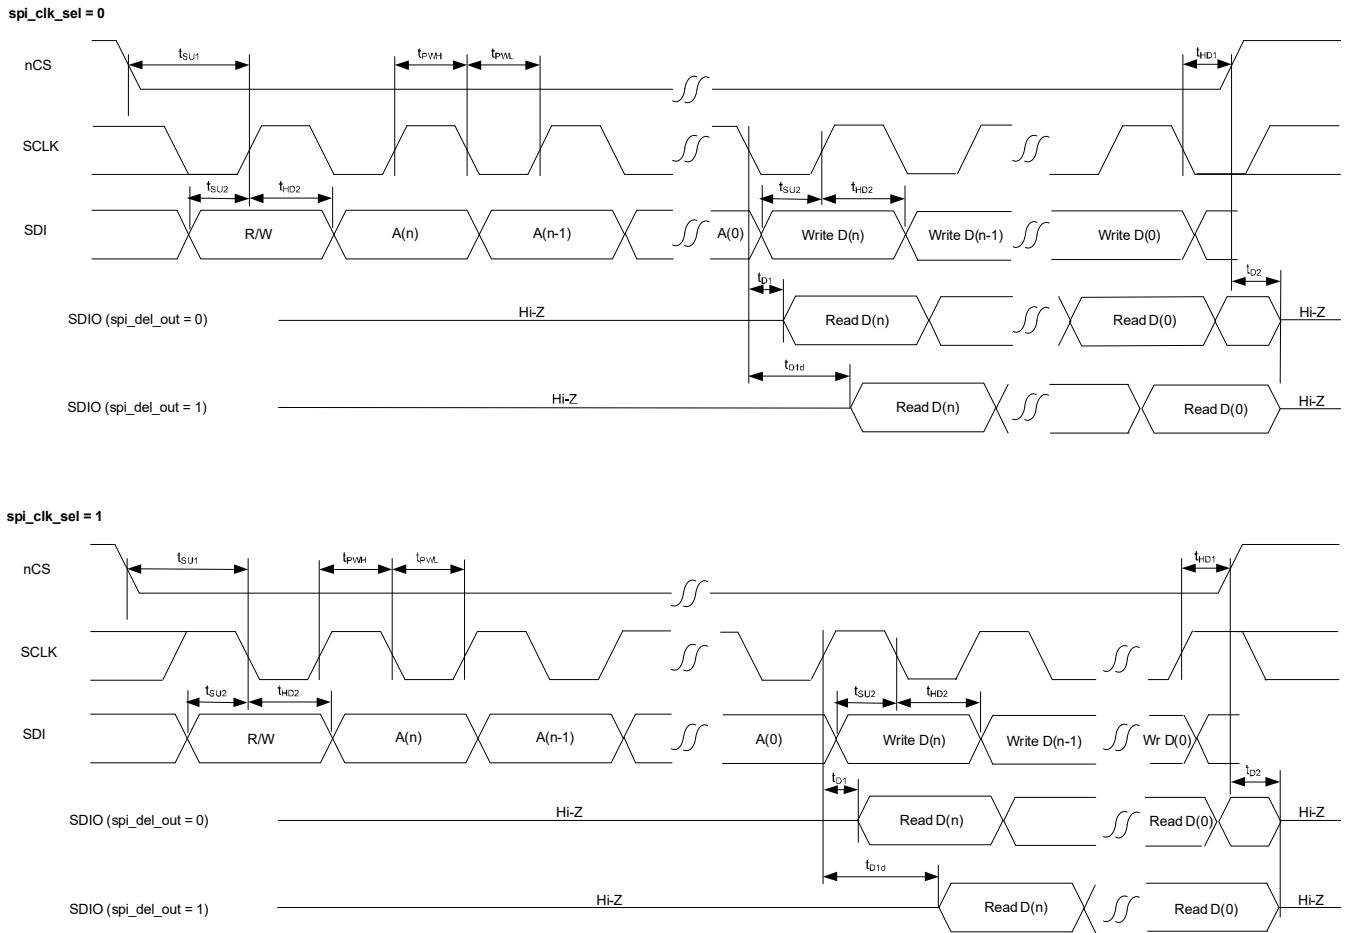 spi_clk_sel = 0
tSU1 tPWH tPWL tHD1
nCS
SCLK
tSU2 tHD2 tSU2 tHD2
SDI R/W A(n) A(n-1) A(0) Write D(n) Write D(n-1) Write D(0)
tD1 tD2
SDIO (spi_del_out = 0) Hi-Z Read D(n) Read D(0) Hi-Z
tD1d
SDIO (spi_del_out = 1) Hi-Z Read D(n) Read D(0) Hi-Z
spi_clk_sel = 1
tSU1 tPWH tPWL tHD1
nCS
SCLK
tSU2 tHD2 tSU2 tHD2
SDI R/W A(n) A(n-1) A(0) Write D(n) Write D(n-1) Wr D(0)
tD1 tD2
SDIO (spi_del_out = 0) Hi-Z Read D(n) Read D(0) Hi-Z
tD1d
SDIO (spi_del_out = 1) Hi-Z Read D(n) Read D(0) Hi-Z